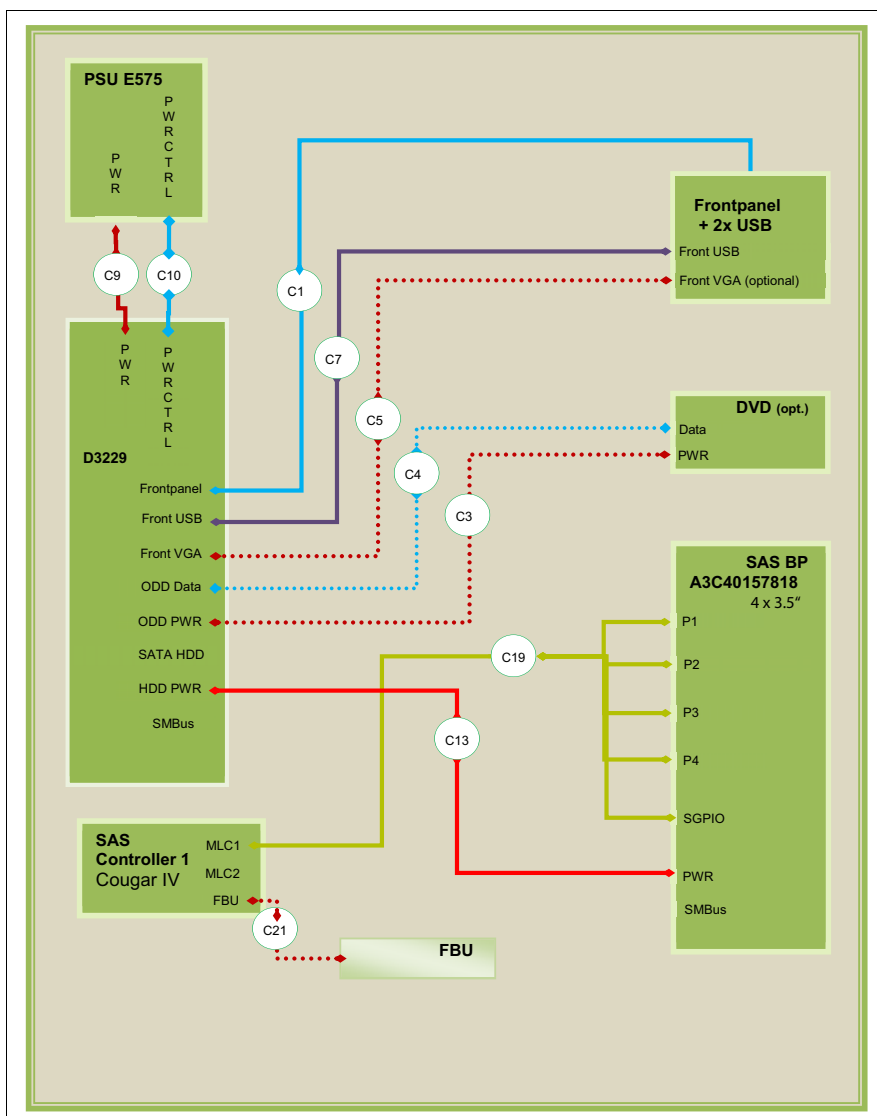 PSU E575
PWR
PWRCTRL
C9
C10
PWR
PWRCTRL
D3229
Frontpanel
Front USB
Front VGA
ODD Data
ODD PWR
SATA HDD
HDD PWR
SMBus
C1
C7
C5
C4
C3
C19
C13
Frontpanel
+ 2x USB
Front USB
Front VGA (optional)
DVD (opt.)
Data
PWR
SAS BP
A3C40157818
4 x 3.5“
P1
P2
P3
P4
SGPIO
PWR
SMBus
SAS
Controller 1
Cougar IV
MLC1
MLC2
FBU
C21
FBU